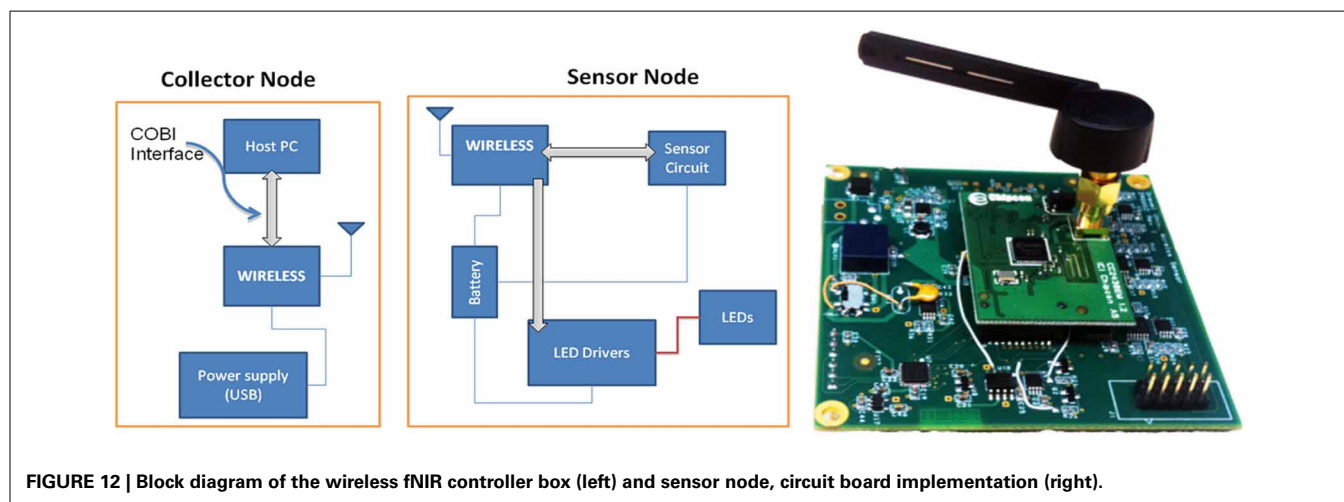 Collector Node
COBI
Interface
Host PC
WIRELESS
Power supply
(USB)
Sensor Node
WIRELESS
Sensor
Circuit
Battery
LED Drivers
LEDs
Chipcon
FIGURE 12 | Block diagram of the wireless fNIR controller box (left) and sensor node, circuit board implementation (right).